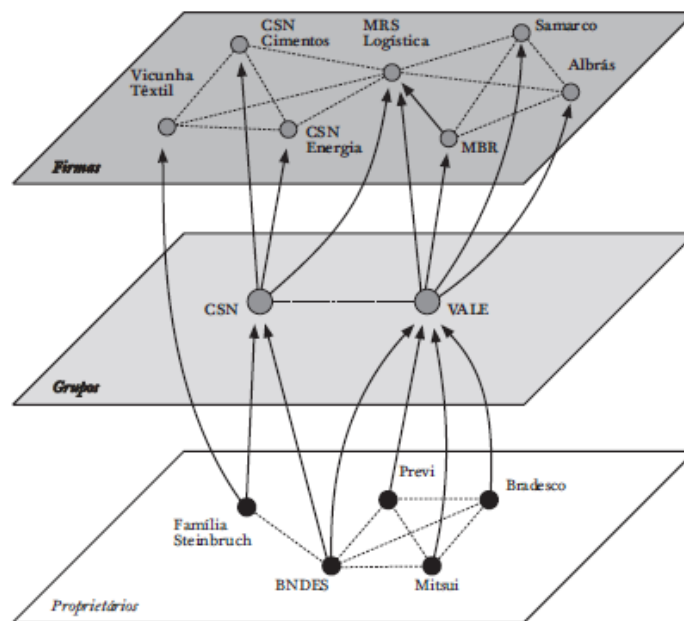 CSN
Cimentos
MRS
Logística
Samarco
Vicunha
Têxtil
Albrás
CSN
Energia
MBR
Firmas
CSN
VALE
Grupos
Previ
Bradesco
Família
Steinbruch
BNDES
Mitsui
Proprietários